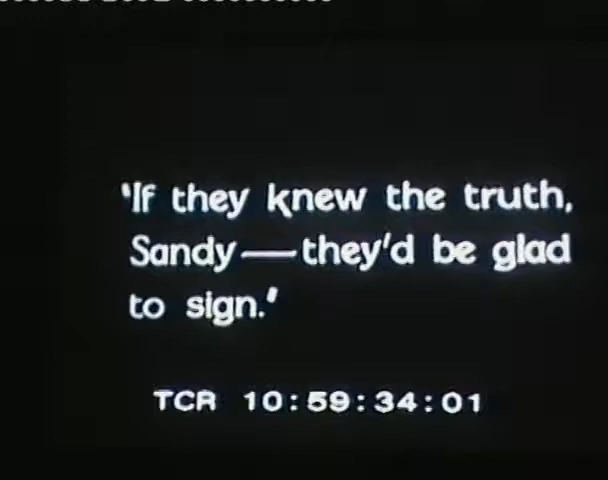 'If they knew the truth,
Sandy—they'd be glad
to sign.'
TCR 10:59:34:01